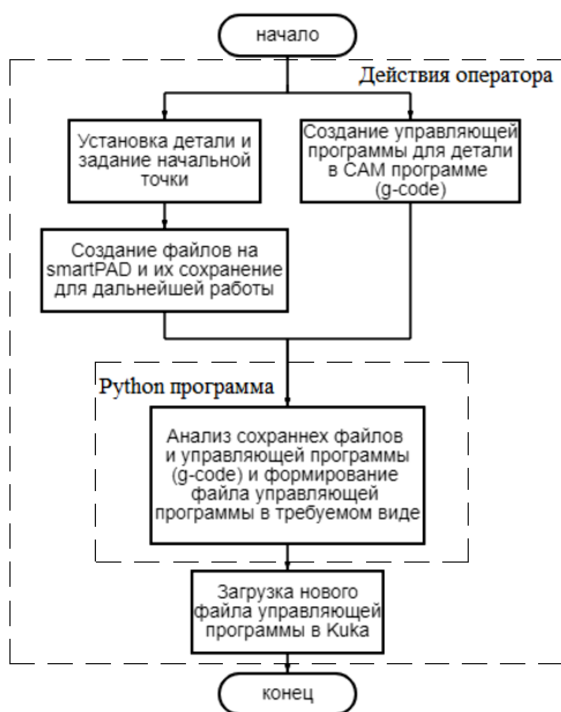 начало
Действия оператора
Установка детали и
задание начальной
точки
Создание управляющей
программы для детали
в САМ программе
(g-code)
Создание файлов на
smartPAD и их сохранение
для дальнейшей работы
Python программа
Анализ сохраннех файлов
и управляющей программы
(g-code) и формирование
файла управляющей
программы в требуемом виде
Загрузка нового
файла управляющей
программы в Kuka
конец